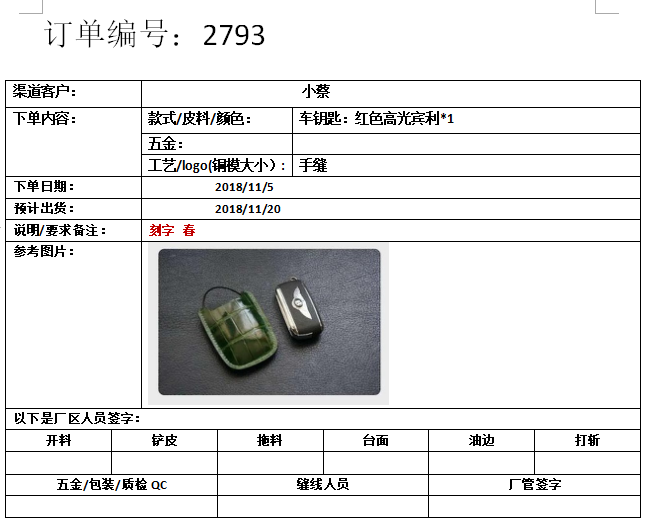 订单编号：2793
渠道客户： 小蔡
下单内容： 款式/皮料/颜色： 车钥匙：红色高光宾利*1
五金：
工艺/logo(铜模大小）: 手缝
下单日期： 2018/11/5
预计出货： 2018/11/20
说明/要求备注： 刻字 春
参考图片：
以下是厂区人员签字：
开料 铲皮 拖料 台面 油边 打斩
五金/包装/质检 QC 缝线人员 厂管签字